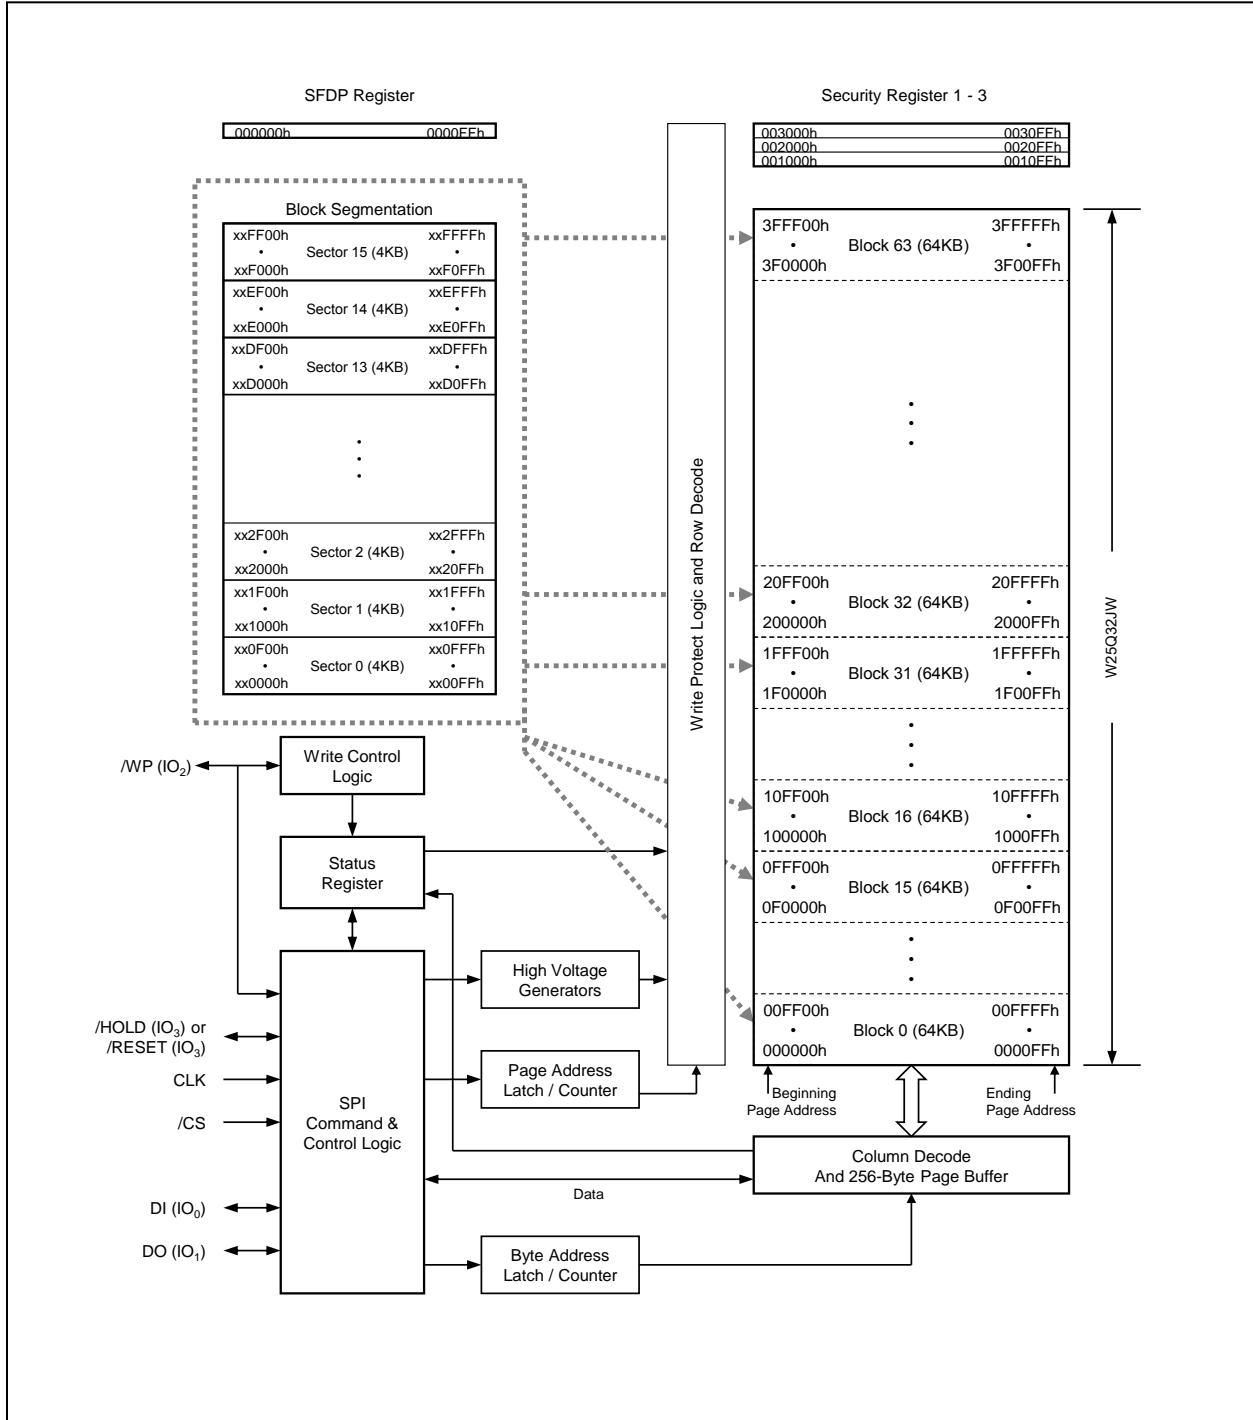 SFDP Register
000000h 0000FFh
Security Register 1 - 3
003000h 0030FFh
002000h 0020FFh
001000h 0010FFh
Block Segmentation
xxFF00h xxFFFFh
• Sector 15 (4KB) •
xxF000h xxF0FFh
xxEF00h xxEFFFh
• Sector 14 (4KB) •
xxE000h xxE0FFh
xxDF00h xxDFFFh
• Sector 13 (4KB) •
xxD000h xxD0FFh
xx2F00h xx2FFFh
• Sector 2 (4KB) •
xx2000h xx20FFh
xx1F00h xx1FFFh
• Sector 1 (4KB) •
xx1000h xx10FFh
xx0F00h xx0FFFh
• Sector 0 (4KB) •
xx0000h xx00FFh
Write Protect Logic and Row Decode
3FFF00h 3FFFFFh
• Block 63 (64KB) •
3F0000h 3F00FFh
20FF00h 20FFFFh
• Block 32 (64KB) •
200000h 2000FFh
1FFF00h 1FFFFFh
• Block 31 (64KB) •
1F0000h 1F00FFh
10FF00h 10FFFFh
• Block 16 (64KB) •
100000h 1000FFh
0FFF00h 0FFFFFh
• Block 15 (64KB) •
0F0000h 0F00FFh
00FF00h 00FFFFh
• Block 0 (64KB) •
000000h 0000FFh
W25Q32JW
Beginning
Page Address
Ending
Page Address
/WP (IO₂)
Write Control
Logic
Status
Register
High Voltage
Generators
/HOLD (IO₃) or
/RESET (IO₃)
CLK
/CS
DI (IO₀)
DO (IO₁)
SPI
Command &
Control Logic
Page Address
Latch / Counter
Column Decode
And 256-Byte Page Buffer
Data
Byte Address
Latch / Counter